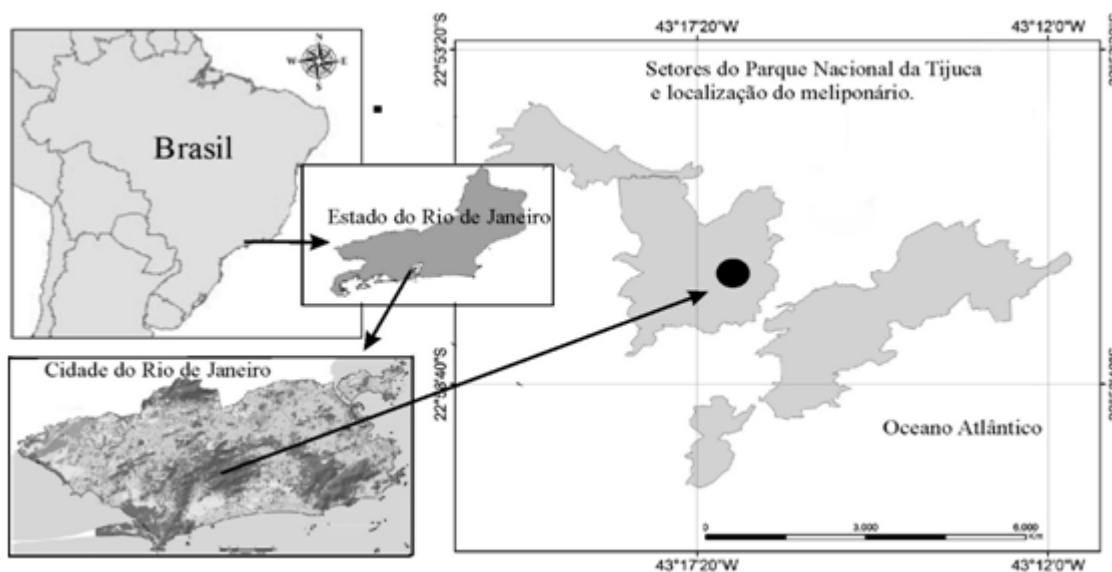 Brasil
N
W
E
S
Estado do Rio de Janeiro
Cidade do Rio de Janeiro
43°17'20"W
43°12'0"W
22°53'20"S
Setores do Parque Nacional da Tijuca
e localização do meliponário.
Oceano Atlântico
0
3.000
6.000
43°17'20"W
43°12'0"W